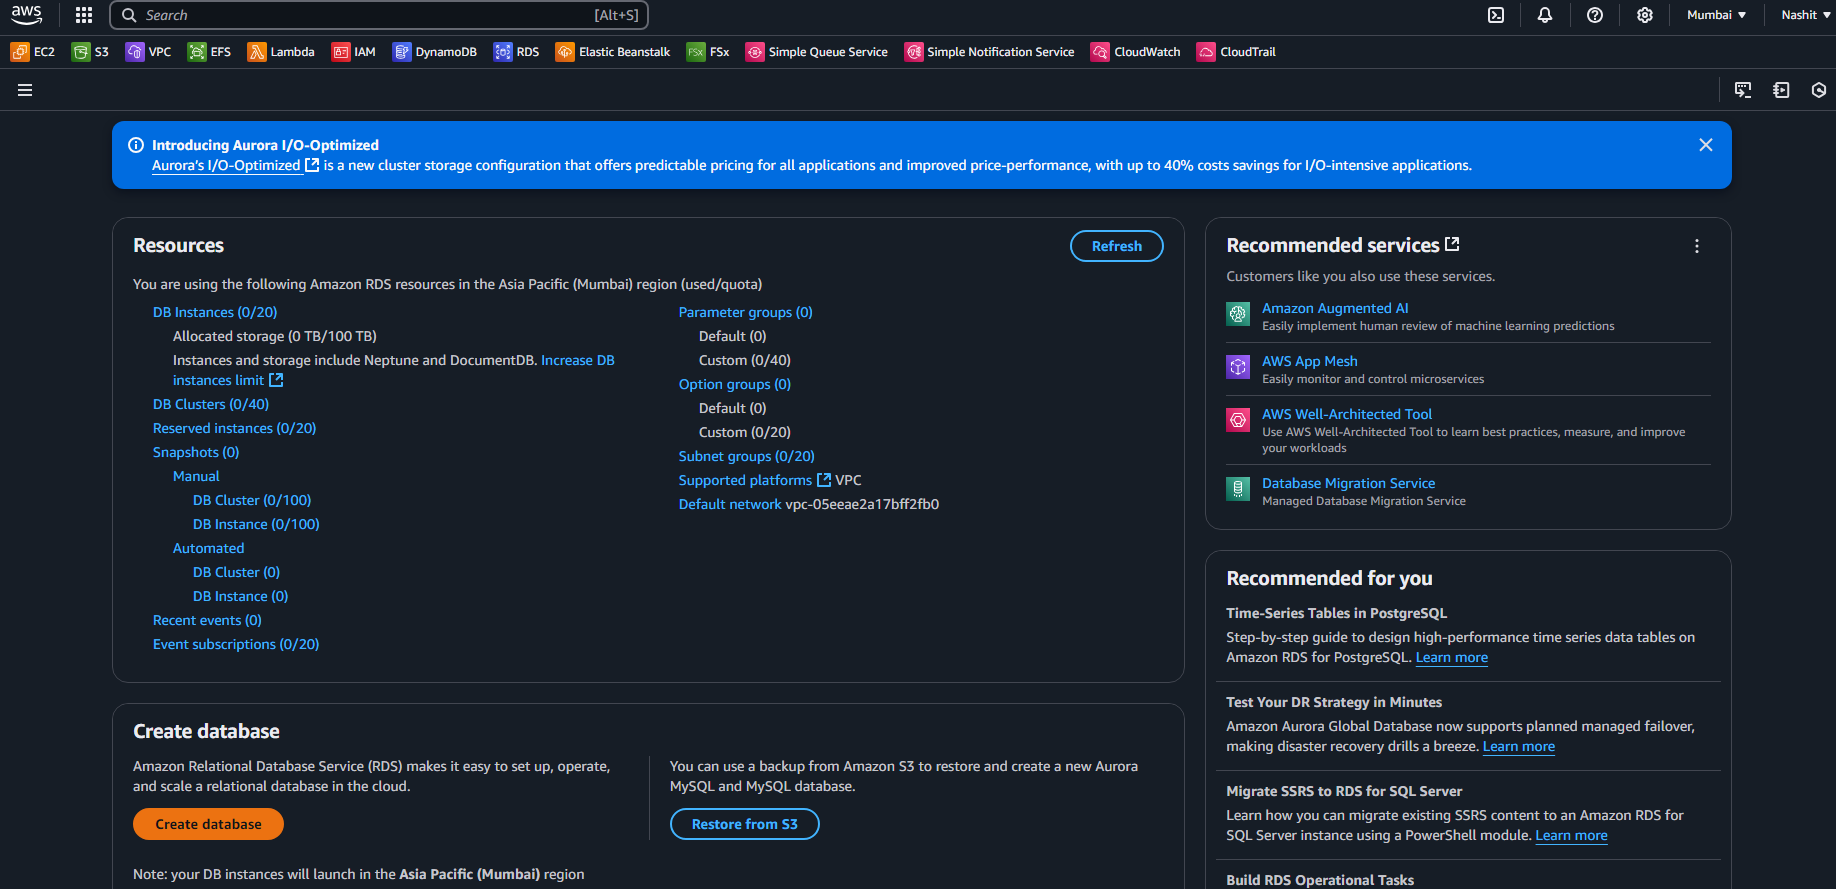 aws
Search
[Alt+S]
Mumbai
Nashit
EC2
S3
VPC
EFS
Lambda
IAM
DynamoDB
RDS
Elastic Beanstalk
FSx
FSx
Simple Queue Service
Simple Notification Service
CloudWatch
CloudTrail
Introducing Aurora I/O-Optimized
Aurora's I/O-Optimized is a new cluster storage configuration that offers predictable pricing for all applications and improved price-performance, with up to 40% costs savings for I/O-intensive applications.
Resources
Refresh
You are using the following Amazon RDS resources in the Asia Pacific (Mumbai) region (used/quota)
DB Instances (0/20)
Allocated storage (0 TB/100 TB)
Instances and storage include Neptune and DocumentDB. Increase DB
instances limit
DB Clusters (0/40)
Reserved instances (0/20)
Snapshots (0)
Manual
DB Cluster (0/100)
DB Instance (0/100)
Automated
DB Cluster (0)
DB Instance (0)
Recent events (0)
Event subscriptions (0/20)
Parameter groups (0)
Default (0)
Custom (0/40)
Option groups (0)
Default (0)
Custom (0/20)
Subnet groups (0/20)
Supported platforms VPC
Default network vpc-05eeae2a17bff2fb0
Create database
Amazon Relational Database Service (RDS) makes it easy to set up, operate,
and scale a relational database in the cloud.
Create database
You can use a backup from Amazon S3 to restore and create a new Aurora
MySQL and MySQL database.
Restore from S3
Note: your DB instances will launch in the Asia Pacific (Mumbai) region
Recommended services
Customers like you also use these services.
Amazon Augmented AI
Easily implement human review of machine learning predictions
AWS App Mesh
Easily monitor and control microservices
AWS Well-Architected Tool
Use AWS Well-Architected Tool to learn best practices, measure, and improve
your workloads
Database Migration Service
Managed Database Migration Service
Recommended for you
Time-Series Tables in PostgreSQL
Step-by-step guide to design high-performance time series data tables on
Amazon RDS for PostgreSQL. Learn more
Test Your DR Strategy in Minutes
Amazon Aurora Global Database now supports planned managed failover,
making disaster recovery drills a breeze. Learn more
Migrate SSRS to RDS for SQL Server
Learn how you can migrate existing SSRS content to an Amazon RDS for
SQL Server instance using a PowerShell module. Learn more
Build RDS Operational Tasks